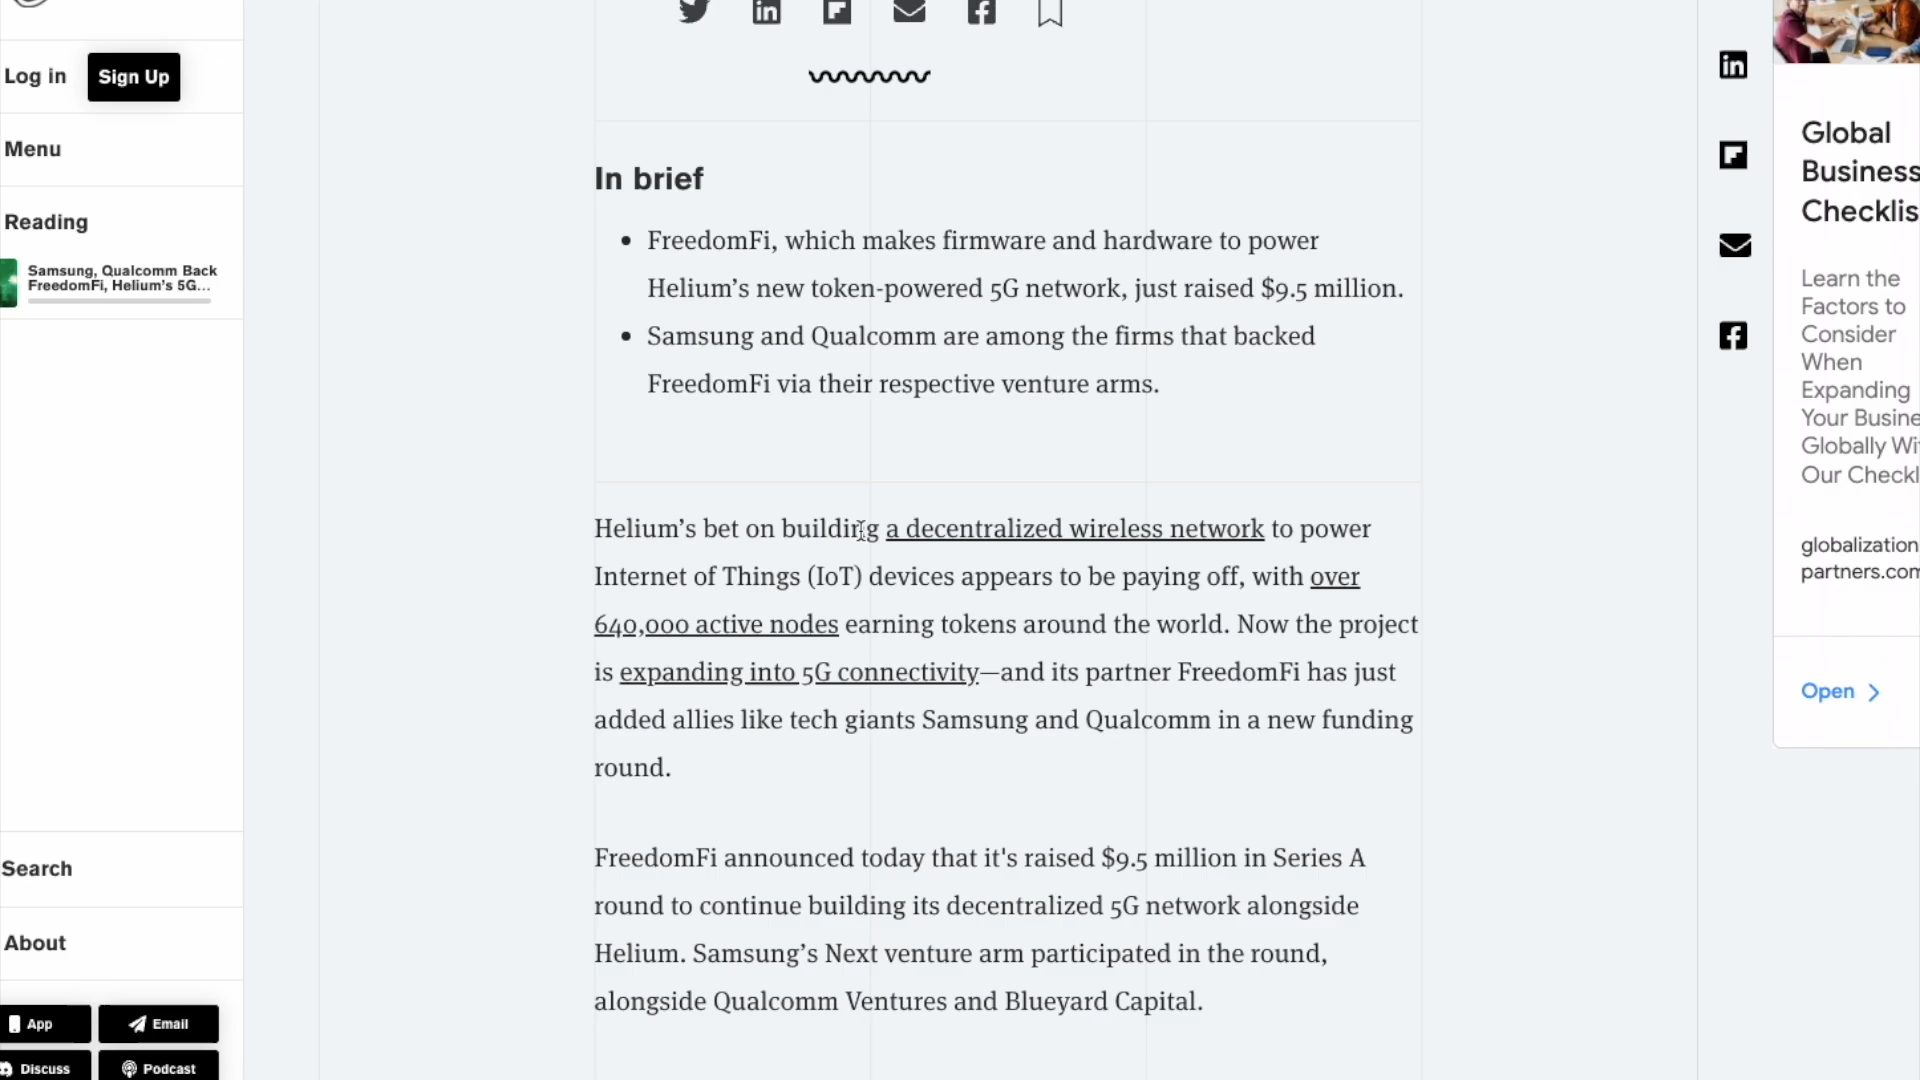 Log in
Sign Up
Menu
Reading
Samsung, Qualcomm Back
FreedomFi, Helium's 5G...
Search
About
App
Email
Discuss
Podcast
In brief
FreedomFi, which makes firmware and hardware to power
Helium's new token-powered 5G network, just raised $9.5 million.
Samsung and Qualcomm are among the firms that backed
FreedomFi via their respective venture arms.
Helium's bet on building a decentralized wireless network to power
Internet of Things (IoT) devices appears to be paying off, with over
640,000 active nodes earning tokens around the world. Now the project
is expanding into 5G connectivity—and its partner FreedomFi has just
added allies like tech giants Samsung and Qualcomm in a new funding
round.
FreedomFi announced today that it's raised $9.5 million in Series A
round to continue building its decentralized 5G network alongside
Helium. Samsung's Next venture arm participated in the round,
alongside Qualcomm Ventures and Blueyard Capital.
Global
Business
Checklis
Learn the
Factors to
Consider
When
Expanding
Your Busine
Globally Wi
Our Checkl
globalization
partners.com
Open